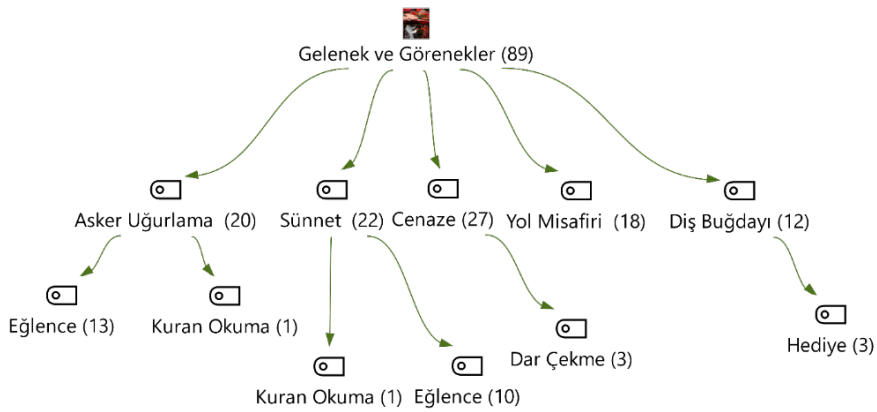 Gelenek ve Görenekler (89)
Asker Uğurlama (20)
Sünnet (22)
Cenaze (27)
Yol Misafiri (18)
Diş Buğdayı (12)
Eğlence (13)
Kuran Okuma (1)
Dar Çekme (3)
Hediye (3)
Kuran Okuma (1)
Eğlence (10)